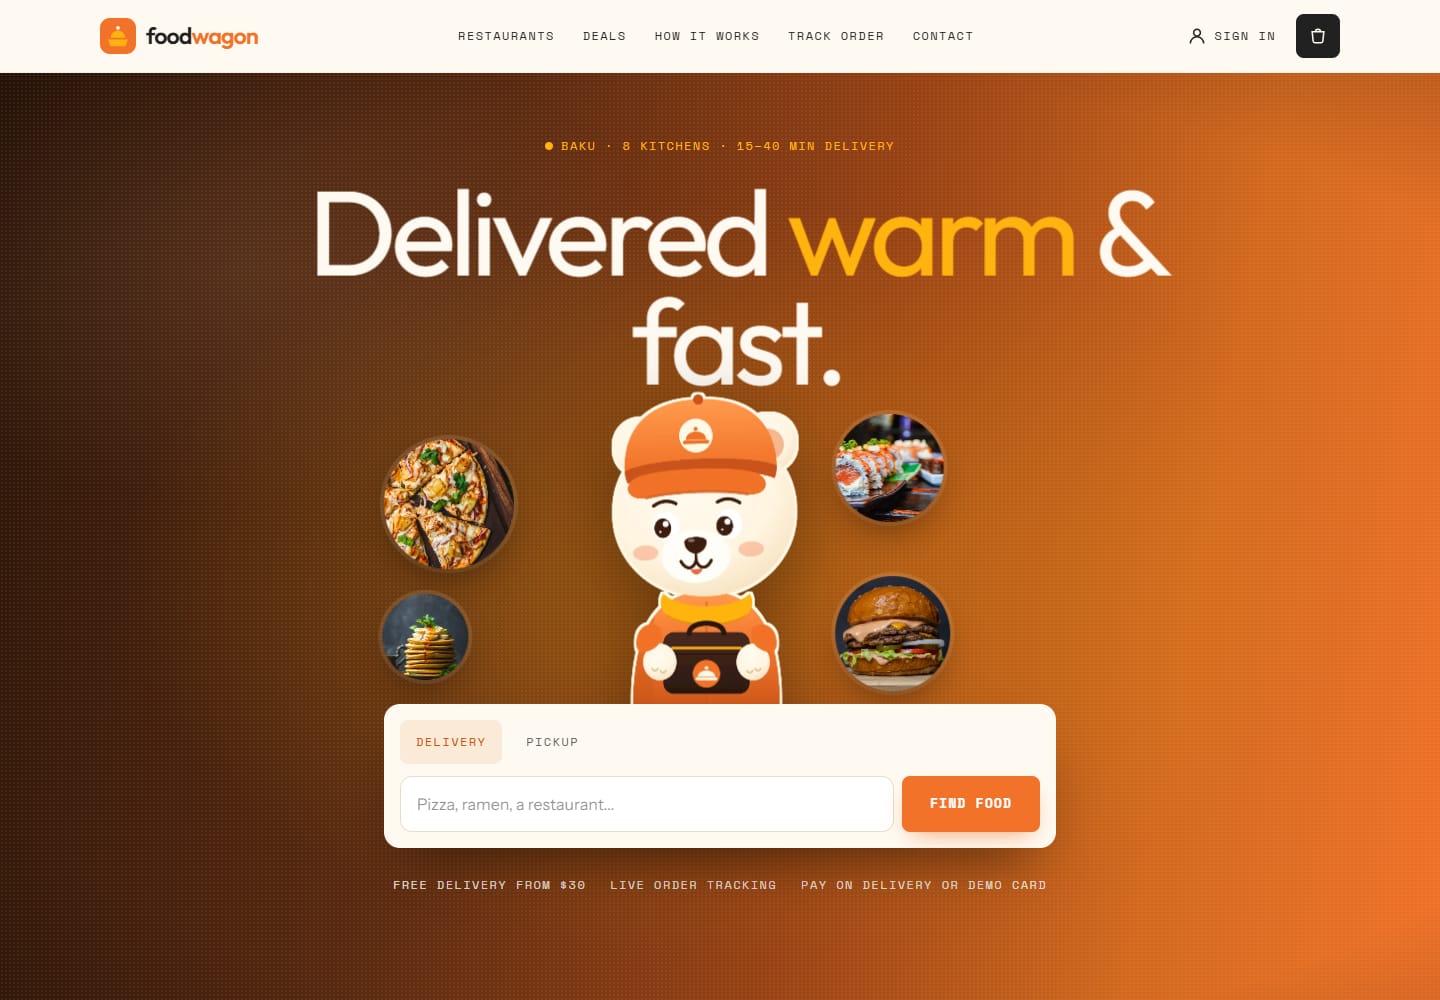 foodwagon
RESTAURANTS DEALS HOW IT WORKS TRACK ORDER CONTACT
SIGN IN
BAKU · 8 KITCHENS · 15–40 MIN DELIVERY
Delivered warm &
fast.
DELIVERY PICKUP
Pizza, ramen, a restaurant...
FIND FOOD
FREE DELIVERY FROM $30 LIVE ORDER TRACKING PAY ON DELIVERY OR DEMO CARD